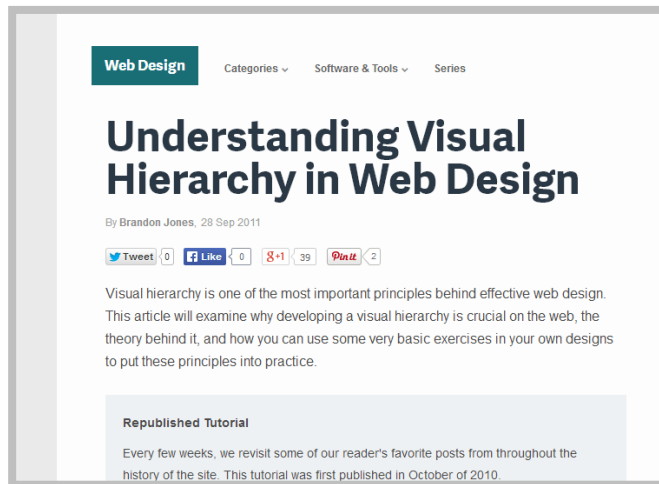 Web Design Categories Software & Tools Series
Understanding Visual
Hierarchy in Web Design
By Brandon Jones, 28 Sep 2011
Tweet 0 Like 0 g+1 39 Pin it 2
Visual hierarchy is one of the most important principles behind effective web design.
This article will examine why developing a visual hierarchy is crucial on the web, the
theory behind it, and how you can use some very basic exercises in your own designs
to put these principles into practice.
Republished Tutorial
Every few weeks, we revisit some of our reader's favorite posts from throughout the
history of the site. This tutorial was first published in October of 2010.